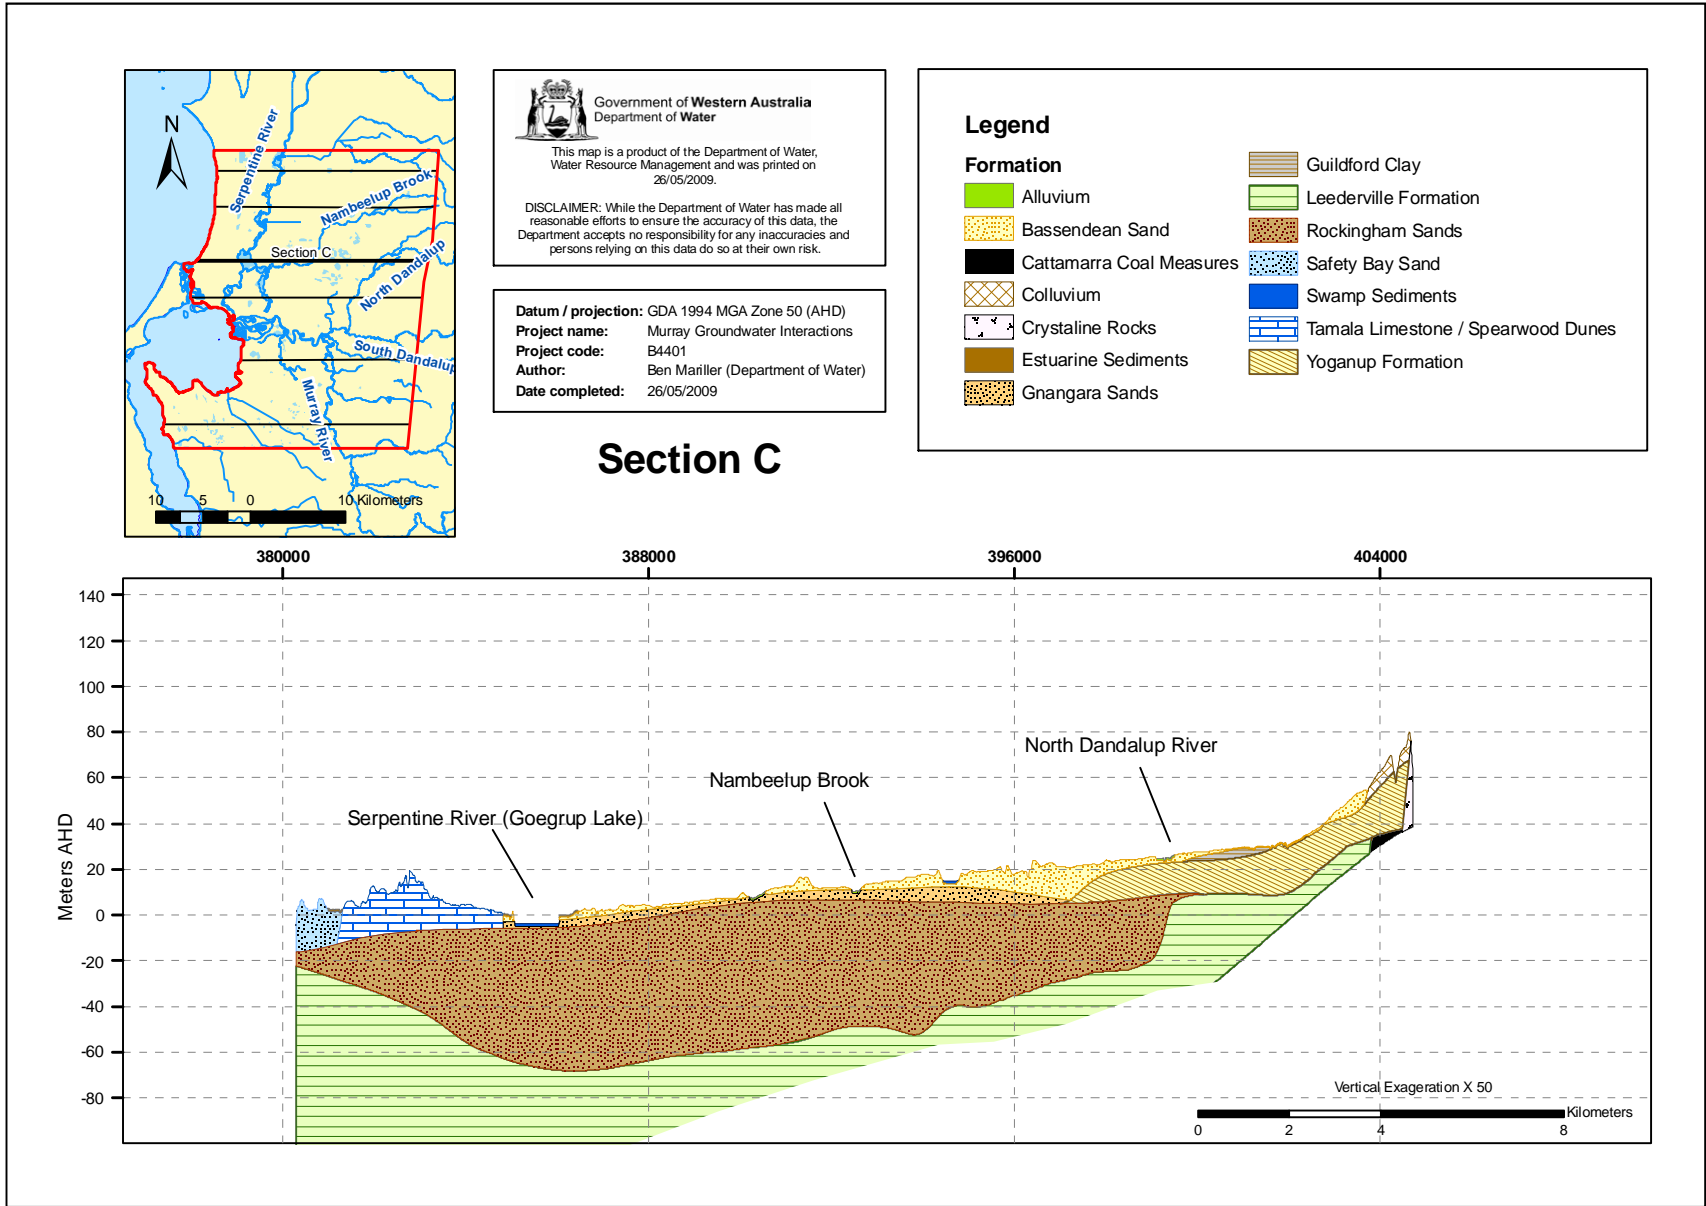 N
Serpentine River
Nambeelup Brook
Section C
North Dandalup
South Dandalup
Murray River
10 5 0 10 Kilometers
Government of Western Australia
Department of Water
This map is a product of the Department of Water,
Water Resource Management and was printed on
26/05/2009.
DISCLAIMER: While the Department of Water has made all
reasonable efforts to ensure the accuracy of this data, the
Department accepts no responsibility for any inaccuracies and
persons relying on this data do so at their own risk.
Datum / projection: GDA 1994 MGA Zone 50 (AHD)
Project name: Murray Groundwater Interactions
Project code: B4401
Author: Ben Mariller (Department of Water)
Date completed: 26/05/2009
Section C
Legend
Formation
Alluvium
Bassendean Sand
Cattamarra Coal Measures
Colluvium
Crystaline Rocks
Estuarine Sediments
Gnangara Sands
Guildford Clay
Leederville Formation
Rockingham Sands
Safety Bay Sand
Swamp Sediments
Tamala Limestone / Spearwood Dunes
Yoganup Formation
380000 388000 396000 404000
140
120
100
80
60
40
20
0
-20
-40
-60
-80
Meters AHD
Serpentine River (Goegrup Lake)
Nambeelup Brook
North Dandalup River
Vertical Exageration X 50
Kilometers
0 2 4 8